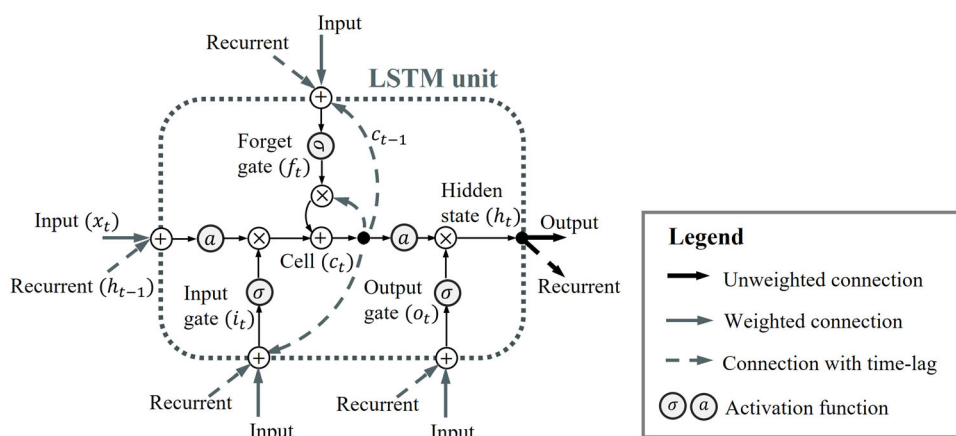 Input
Recurrent
LSTM unit
+
c_{t−1}
Forget
gate (f_t)
σ
×
Hidden
state (h_t)
Input (x_t)
Output
+
a
×
+
a
×
Cell (c_t)
Recurrent (h_{t−1})
Recurrent
Input
gate (i_t)
σ
Output
gate (o_t)
σ
+
+
Recurrent
Recurrent
Input
Input
Legend
Unweighted connection
Weighted connection
Connection with time-lag
σ a Activation function